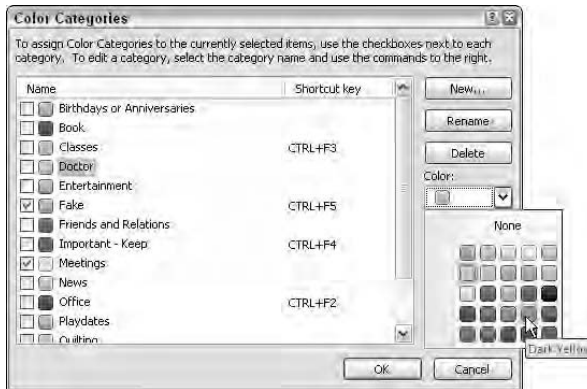 Color Categories
To assign Color Categories to the currently selected items, use the checkboxes next to each
category. To edit a category, select the category name and use the commands to the right.
Name Shortcut key
New...
Birthdays or Anniversaries
Book
Rename
Classes CTRL+F3
Delete
Doctor
Color:
Entertainment
Fake CTRL+F5
None
Friends and Relations
Important - Keep CTRL+F4
Meetings
News
Office CTRL+F2
Playdates
Quilting
Dark Yellow
OK Cancel